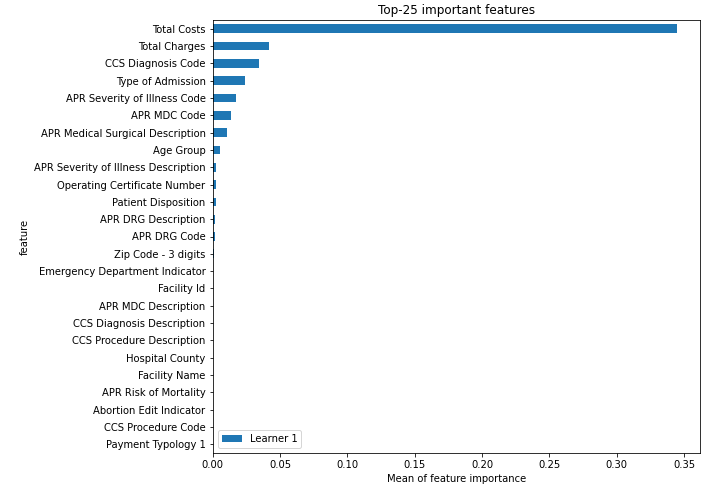 Top-25 important features
Total Costs
Total Charges
CCS Diagnosis Code
Type of Admission
APR Severity of Illness Code
APR MDC Code
APR Medical Surgical Description
Age Group
APR Severity of Illness Description
Operating Certificate Number
Patient Disposition
APR DRG Description
APR DRG Code
Zip Code - 3 digits
Emergency Department Indicator
Facility Id
APR MDC Description
CCS Diagnosis Description
CCS Procedure Description
Hospital County
Facility Name
APR Risk of Mortality
Abortion Edit Indicator
CCS Procedure Code
Payment Typology 1
feature
Learner 1
0.00 0.05 0.10 0.15 0.20 0.25 0.30 0.35
Mean of feature importance